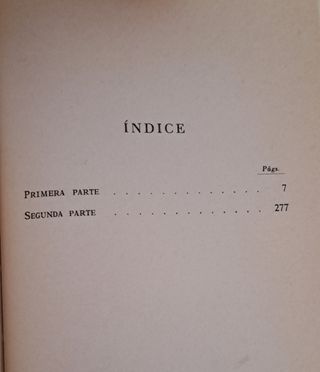 ÍNDICE
Págs.
PRIMERA PARTE . . . . . . . . . . . . . 7
SEGUNDA PARTE . . . . . . . . . . . . . 277